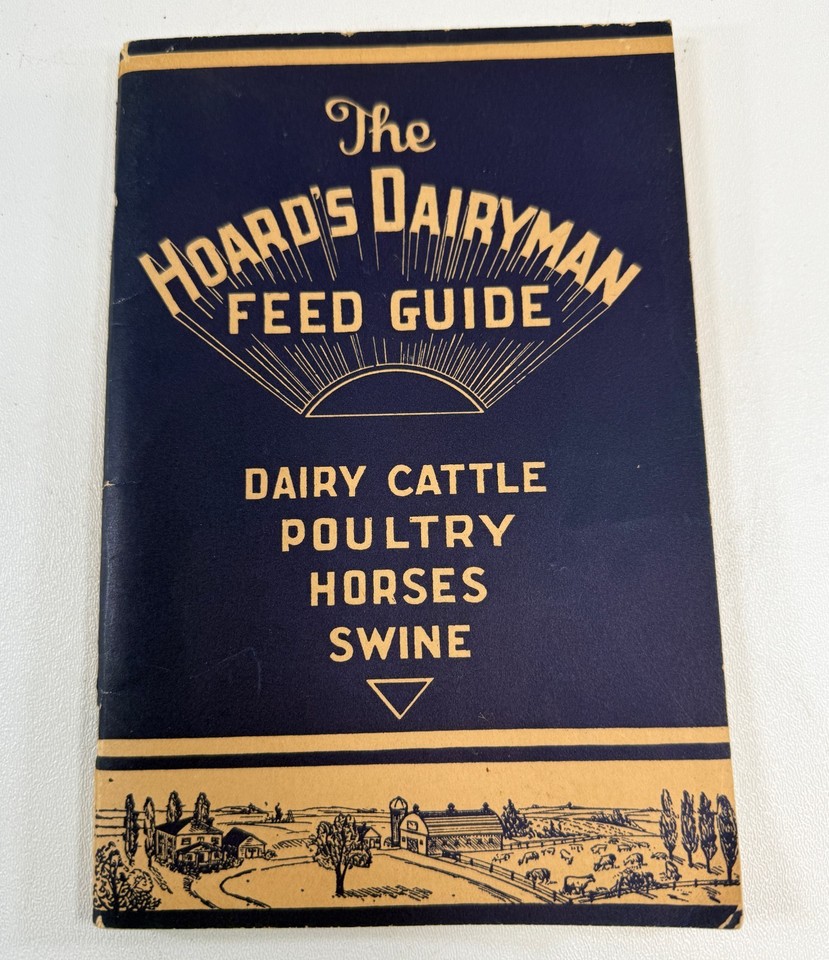 The
HOARD'S DAIRYMAN
FEED GUIDE
DAIRY CATTLE
POULTRY
HORSES
SWINE